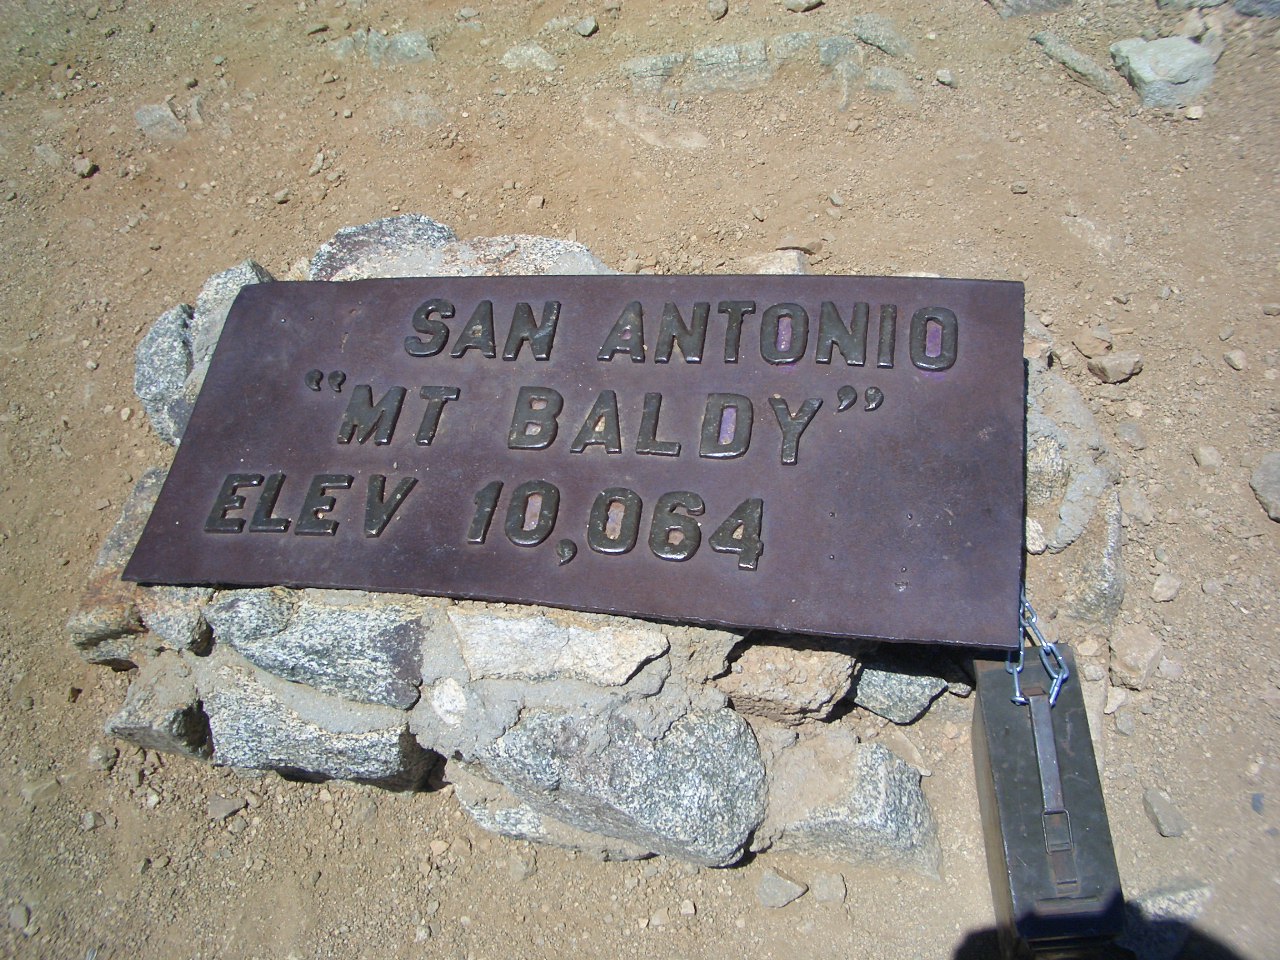 SAN ANTONIO
"MT BALDY"
ELEV 10,064